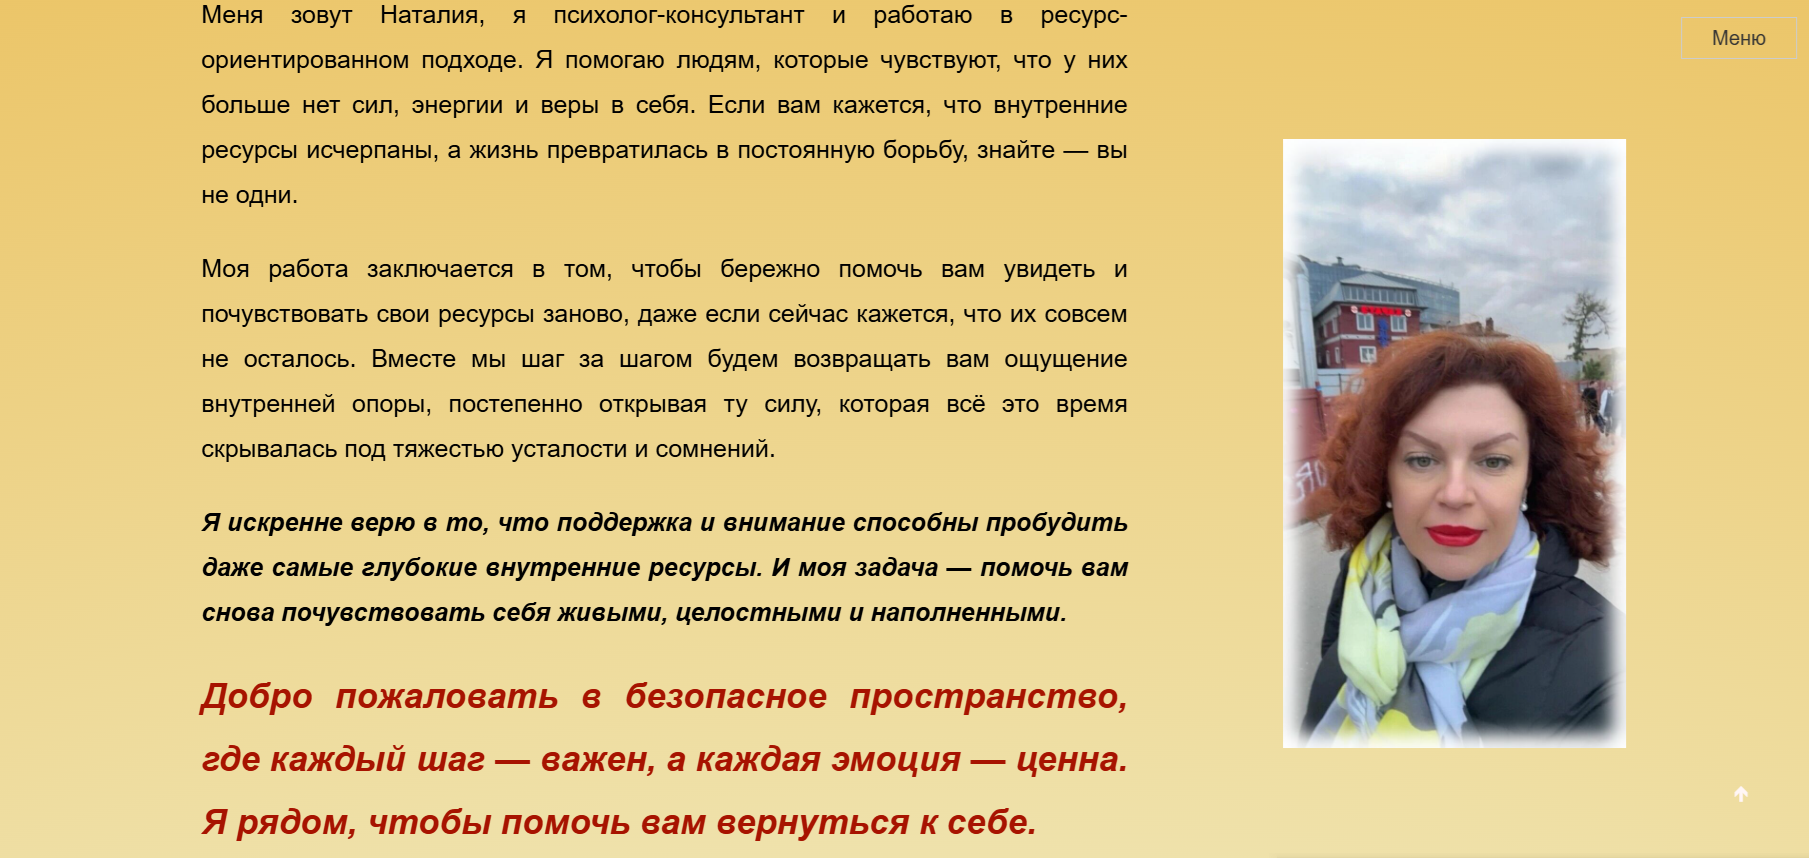 Меня зовут Наталия, я психолог-консультант и работаю в ресурс-
ориентированном подходе. Я помогаю людям, которые чувствуют, что у них
больше нет сил, энергии и веры в себя. Если вам кажется, что внутренние
ресурсы исчерпаны, а жизнь превратилась в постоянную борьбу, знайте — вы
не одни.
Моя работа заключается в том, чтобы бережно помочь вам увидеть и
почувствовать свои ресурсы заново, даже если сейчас кажется, что их совсем
не осталось. Вместе мы шаг за шагом будем возвращать вам ощущение
внутренней опоры, постепенно открывая ту силу, которая всё это время
скрывалась под тяжестью усталости и сомнений.
Я искренне верю в то, что поддержка и внимание способны пробудить
даже самые глубокие внутренние ресурсы. И моя задача — помочь вам
снова почувствовать себя живыми, целостными и наполненными.
Добро пожаловать в безопасное пространство,
где каждый шаг — важен, а каждая эмоция — ценна.
Я рядом, чтобы помочь вам вернуться к себе.
Меню